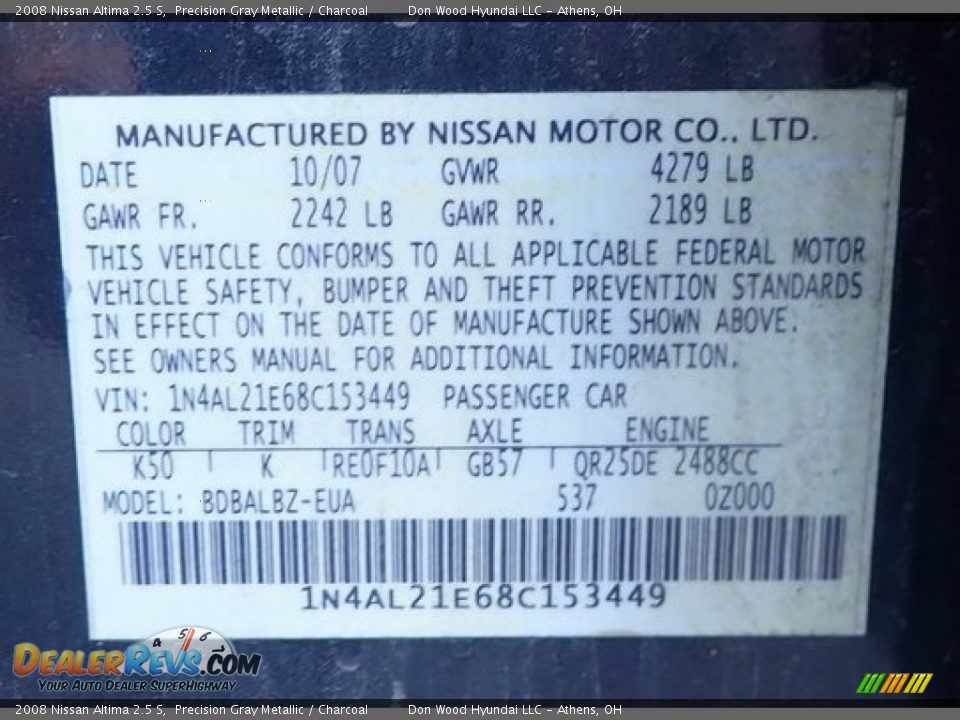 2008 Nissan Altima 2.5 S, Precision Gray Metallic / Charcoal Don Wood Hyundai LLC - Athens, OH
MANUFACTURED BY NISSAN MOTOR CO., LTD.
DATE 10/07 GVWR 4279 LB
GAWR FR. 2242 LB GAWR RR. 2189 LB
THIS VEHICLE CONFORMS TO ALL APPLICABLE FEDERAL MOTOR
VEHICLE SAFETY, BUMPER AND THEFT PREVENTION STANDARDS
IN EFFECT ON THE DATE OF MANUFACTURE SHOWN ABOVE.
SEE OWNERS MANUAL FOR ADDITIONAL INFORMATION.
VIN: 1N4AL21E68C153449 PASSENGER CAR
COLOR TRIM TRANS AXLE ENGINE
K50 K RE0F10A GB57 QR25DE 2488CC
MODEL: BDBALBZ-EUA 537 0Z000
1N4AL21E68C153449
4 5 6
DEALERREVS.COM
YOUR AUTO DEALER SUPERHIGHWAY
2008 Nissan Altima 2.5 S, Precision Gray Metallic / Charcoal Don Wood Hyundai LLC - Athens, OH